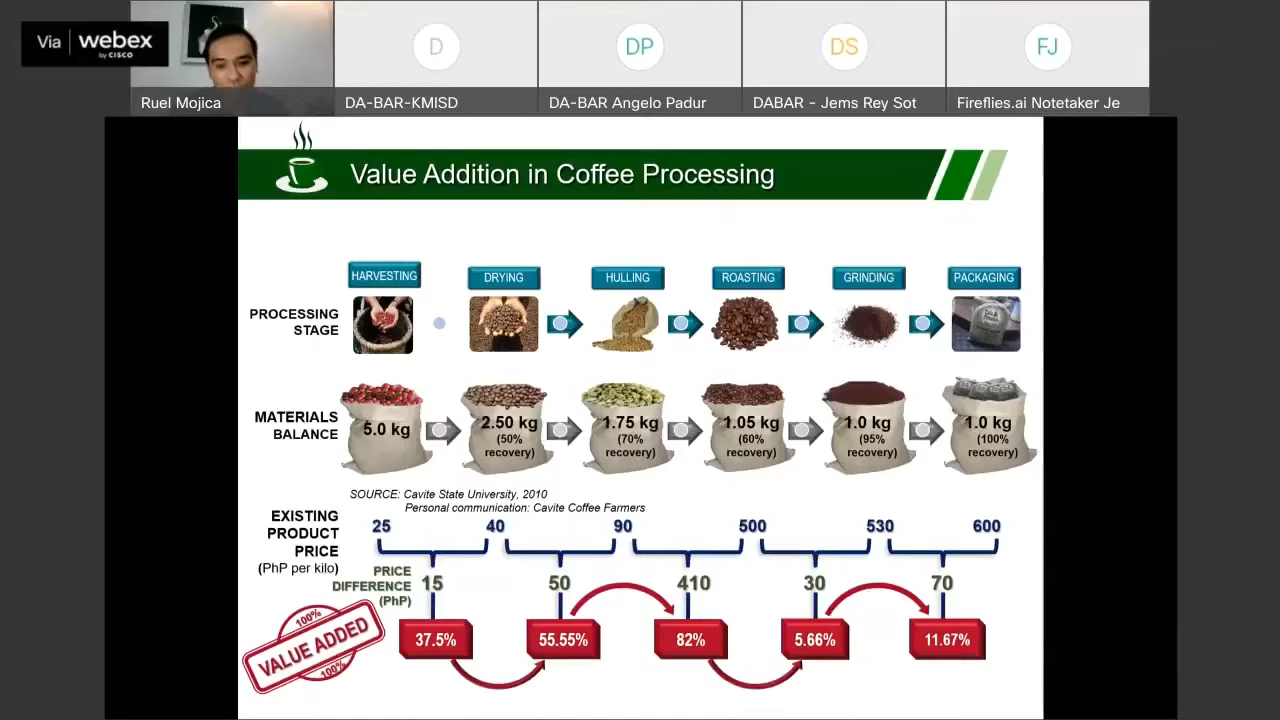 Via webex
by CISCO
Ruel Mojica
D
DA-BAR-KMISD
DP
DA-BAR Angelo Padur
DS
DABAR - Jems Rey Sot
FJ
Fireflies.ai Notetaker Je
Value Addition in Coffee Processing
HARVESTING DRYING HULLING ROASTING GRINDING PACKAGING
PROCESSING
STAGE
MATERIALS
BALANCE
5.0 kg
2.50 kg
(50%
recovery)
1.75 kg
(70%
recovery)
1.05 kg
(60%
recovery)
1.0 kg
(95%
recovery)
1.0 kg
(100%
recovery)
SOURCE: Cavite State University, 2010
Personal communication: Cavite Coffee Farmers
EXISTING
PRODUCT
PRICE
(PhP per kilo)
25 40 90 500 530 600
PRICE
DIFFERENCE
(PhP)
15 50 410 30 70
100%
VALUE ADDED
100%
37.5% 55.55% 82% 5.66% 11.67%